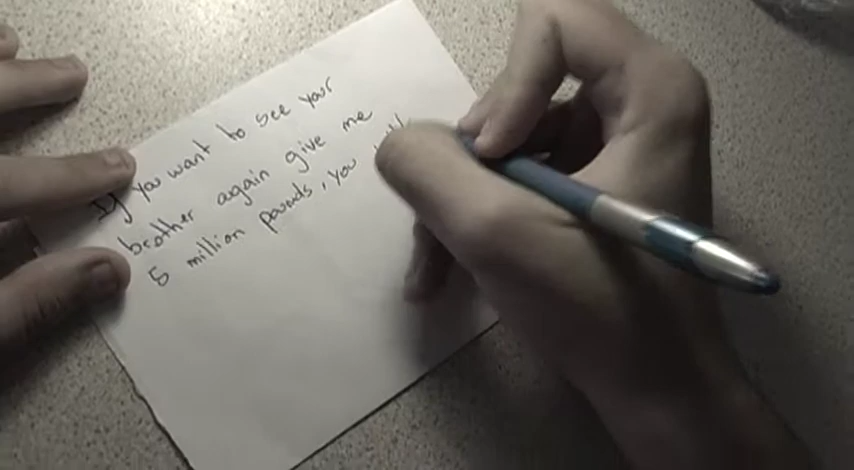 If you want to see your
brother again give me
5 million pounds, you